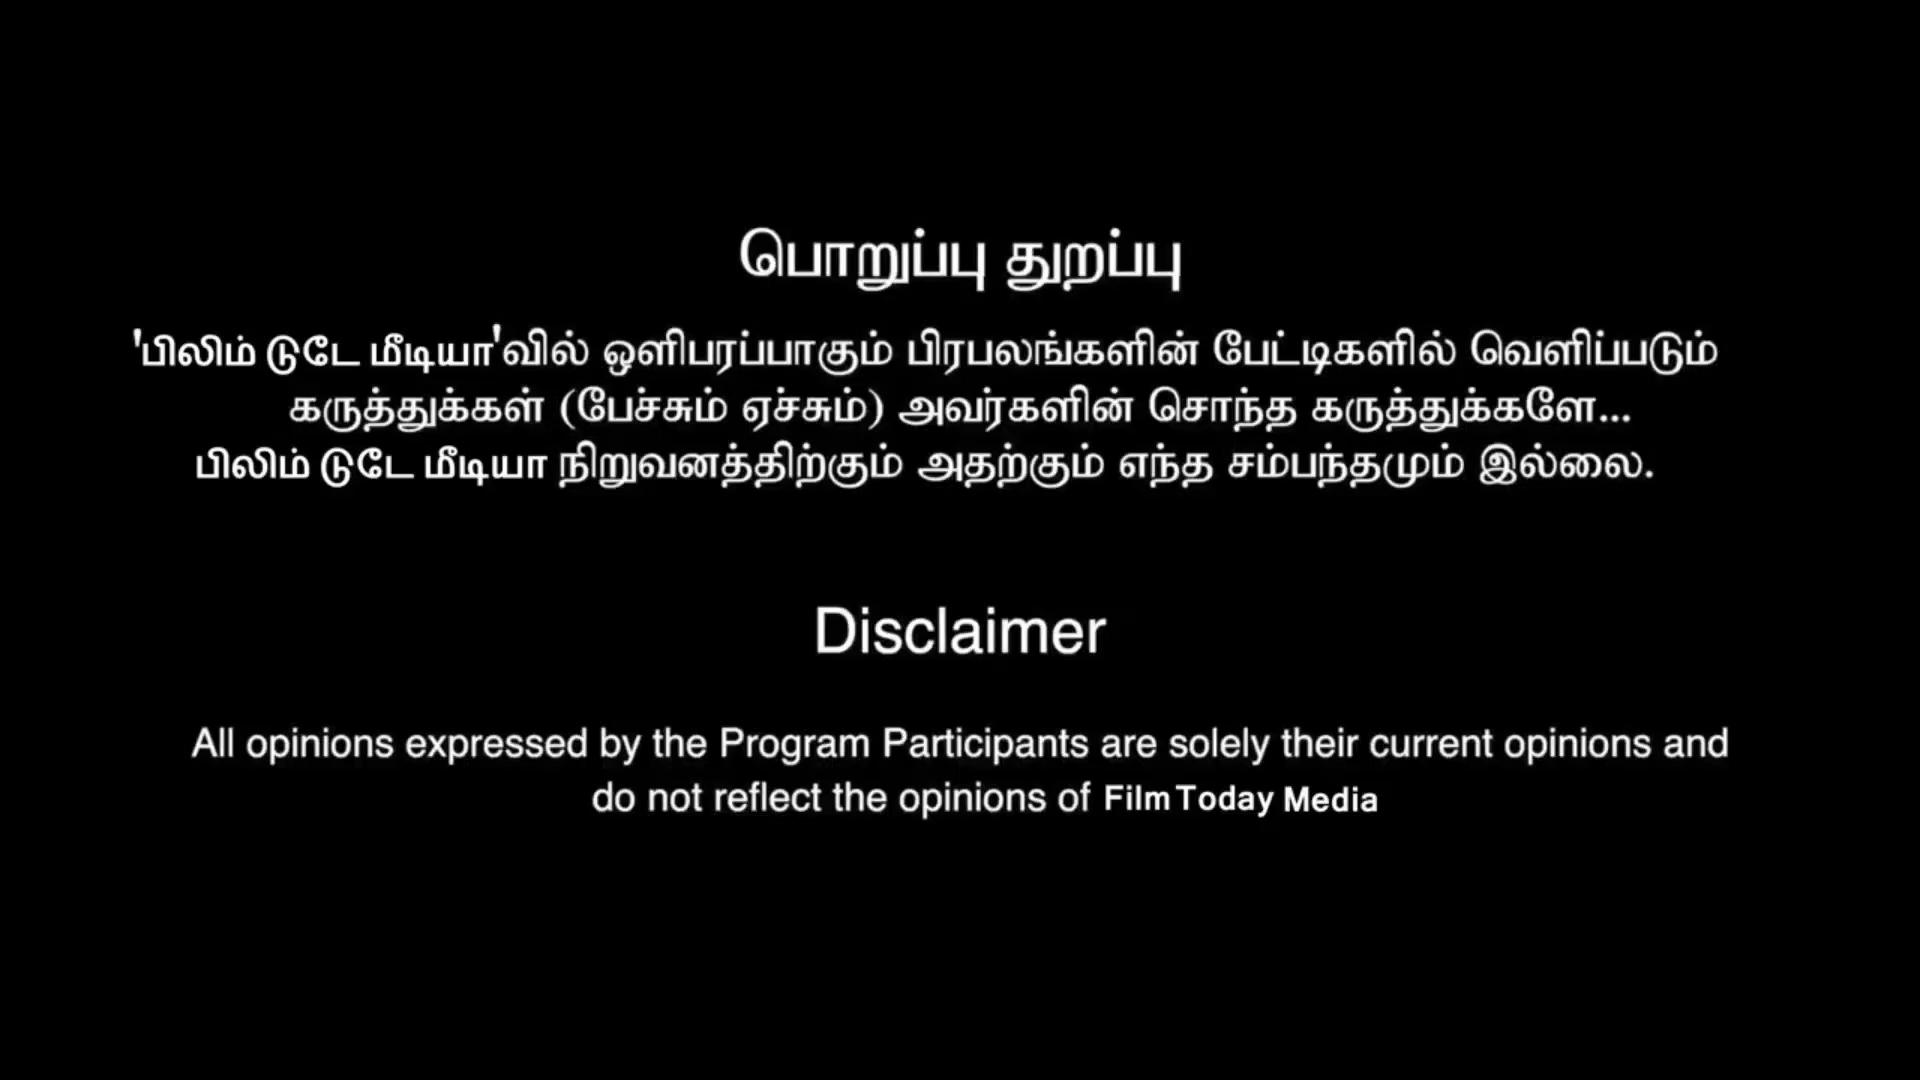 பொறுப்பு துறப்பு
'பிலிம் டுடே மீடியா'வில் ஒளிபரப்பாகும் பிரபலங்களின் பேட்டிகளில் வெளிப்படும்
கருத்துக்கள் (பேச்சும் ஏச்சும்) அவர்களின் சொந்த கருத்துக்களே...
பிலிம் டுடே மீடியா நிறுவனத்திற்கும் அதற்கும் எந்த சம்பந்தமும் இல்லை.
Disclaimer
All opinions expressed by the Program Participants are solely their current opinions and
do not reflect the opinions of Film Today Media